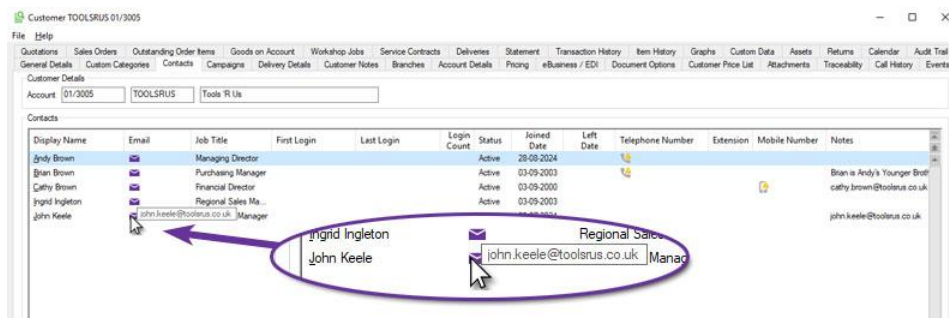 Customer TOOLSRUS 01/3005
File Help
Quotations Sales Orders Outstanding Order Items Goods on Account Workshop Jobs Service Contracts Deliveries Statement Transaction History Item History Graphs Custom Data Assets Returns Calendar Audit Trail
General Details Custom Categories Contacts Campaigns Delivery Details Customer Notes Branches Account Details Pricing eBusiness / EDI Document Options Customer Price List Attachments Traceability Call History Events
Customer Details
Account 01/3005 TOOLSRUS Tools 'R Us
Contacts
Display Name Email Job Title First Login Last Login Login Count Status Joined Date Left Date Telephone Number Extension Mobile Number Notes
Andy Brown Managing Director Active 28-08-2024
Brian Brown Purchasing Manager Active 03-09-2003 Brian is Andy's Younger Broth
Cathy Brown Financial Director Active 03-09-2000 cathy.brown@toolsrus.co.uk
Ingrid Ingleton Regional Sales Ma... Active 03-09-2003
John Keele john.keele@toolsrus.co.uk Manager john.keele@toolsrus.co.uk
Ingrid Ingleton Regional Sales
John Keele john.keele@toolsrus.co.uk Manag